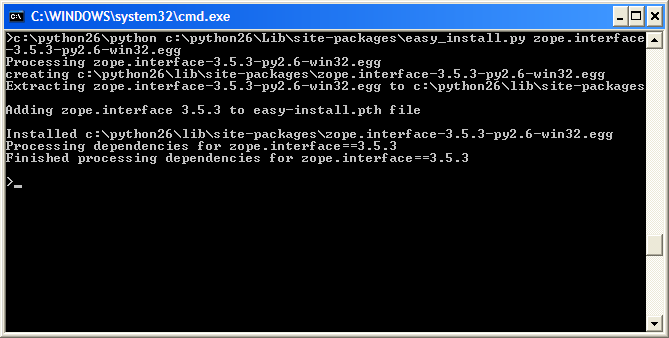 C:\WINDOWS\system32\cmd.exe
>c:\python26\python c:\python26\Lib\site-packages\easy_install.py zope.interface
-3.5.3-py2.6-win32.egg
Processing zope.interface-3.5.3-py2.6-win32.egg
creating c:\python26\lib\site-packages\zope.interface-3.5.3-py2.6-win32.egg
Extracting zope.interface-3.5.3-py2.6-win32.egg to c:\python26\lib\site-packages
Adding zope.interface 3.5.3 to easy-install.pth file
Installed c:\python26\lib\site-packages\zope.interface-3.5.3-py2.6-win32.egg
Processing dependencies for zope.interface==3.5.3
Finished processing dependencies for zope.interface==3.5.3
>_